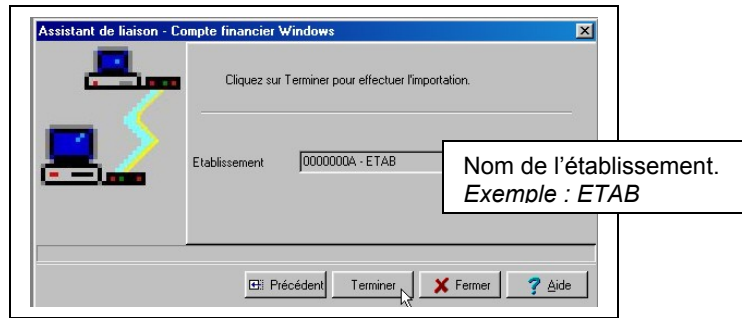 Assistant de liaison - Compte financier Windows
Cliquez sur Terminer pour effectuer l'importation.
Etablissement 0000000A - ETAB
Nom de l’établissement.
Exemple : ETAB
Précédent Terminer Fermer ? Aide